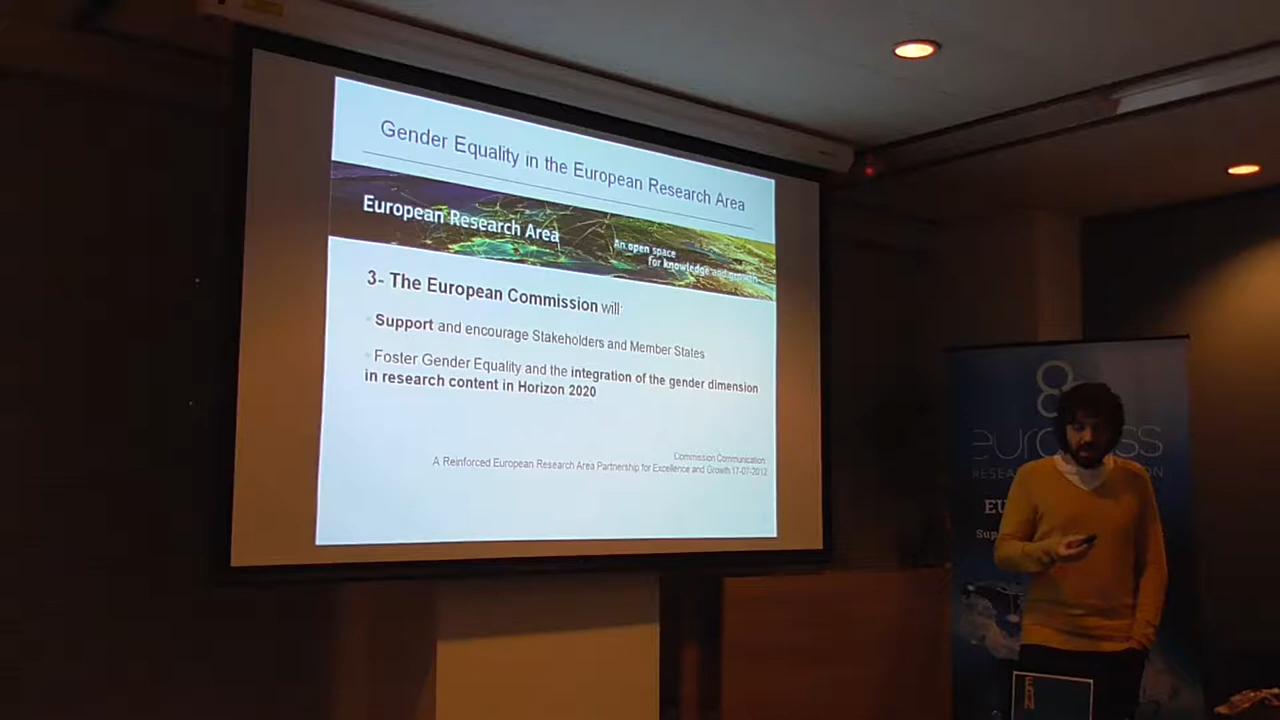 Gender Equality in the European Research Area
European Research Area
An open space
for knowledge and growth
3- The European Commission will:
Support and encourage Stakeholders and Member States
Foster Gender Equality and the integration of the gender dimension
in research content in Horizon 2020
Commission Communication
A Reinforced European Research Area Partnership for Excellence and Growth 17-07-2012